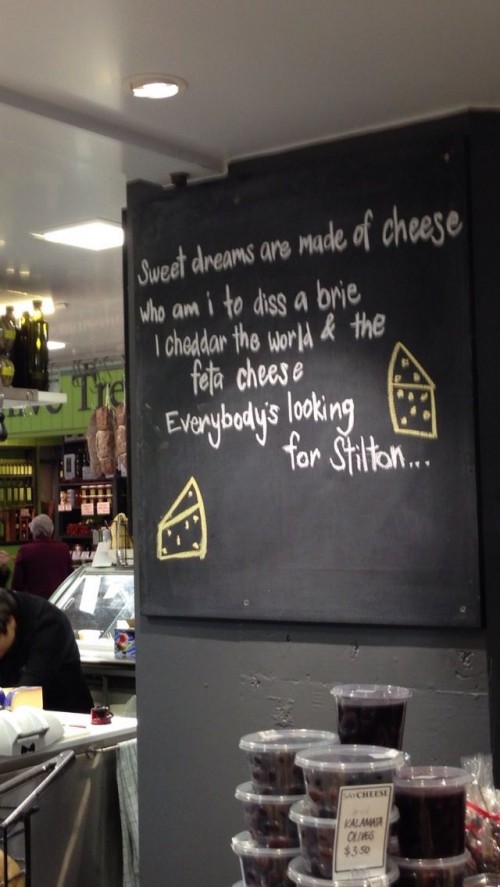 Sweet dreams are made of cheese
who am i to diss a brie
I cheddar the world & the
feta cheese
Everybody's looking
for Stilton...
SAY CHEESE
KALAMATA
OLIVES
$3.50